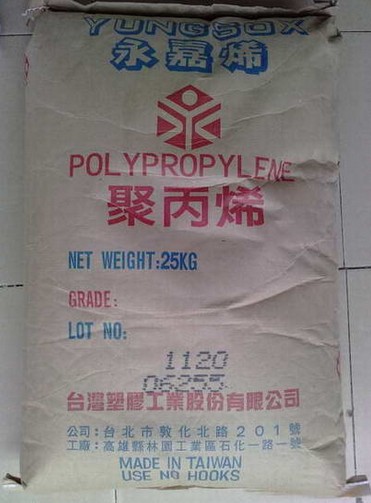 YUNGSOX
永嘉烯
POLYPROPYLENE
聚丙烯
NET WEIGHT:25KG
GRADE:
LOT NO:
1120
06255
台灣塑膠工業股份有限公司
公司:台北市敦化北路201號
工廠:高雄縣林園工業區石化一路一號
MADE IN TAIWAN
USE NO HOOKS